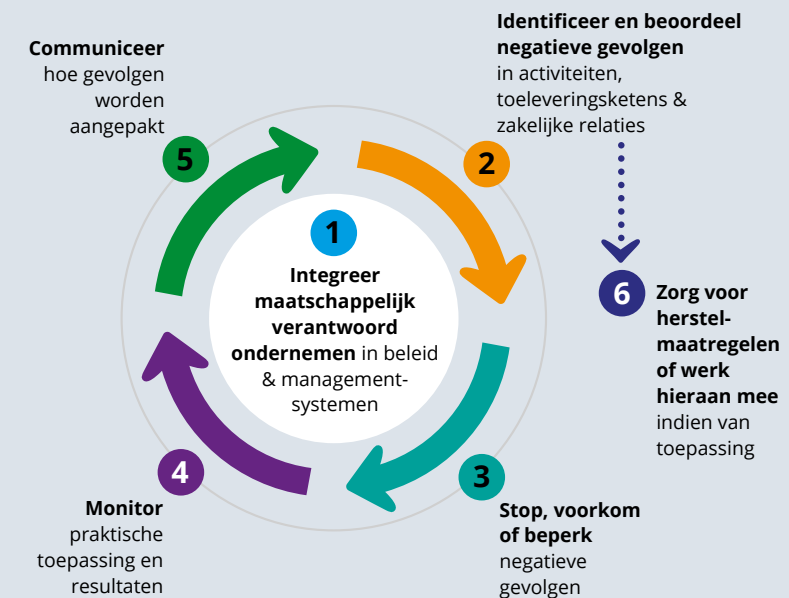 1
Integreer
maatschappelijk
verantwoord
ondernemen in beleid
& management-
systemen
2
Identificeer en beoordeel
negatieve gevolgen
in activiteiten,
toeleveringsketens &
zakelijke relaties
3
Stop, voorkom
of beperk
negatieve
gevolgen
4
Monitor
praktische
toepassing en
resultaten
5
Communiceer
hoe gevolgen
worden
aangepakt
6
Zorg voor
herstel-
maatregelen
of werk
hieraan mee
indien van
toepassing